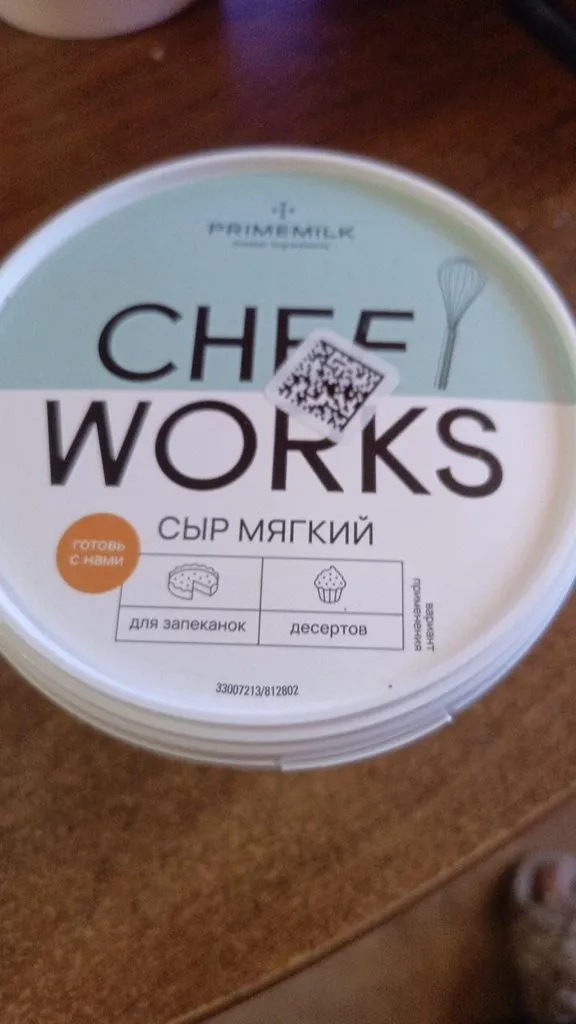 PRIMEMILK
CHEF
WORKS
СЫР МЯГКИЙ
ГОТОВЬ
С НАМИ
для запеканок
десертов
вариант
применения
33007213/812802